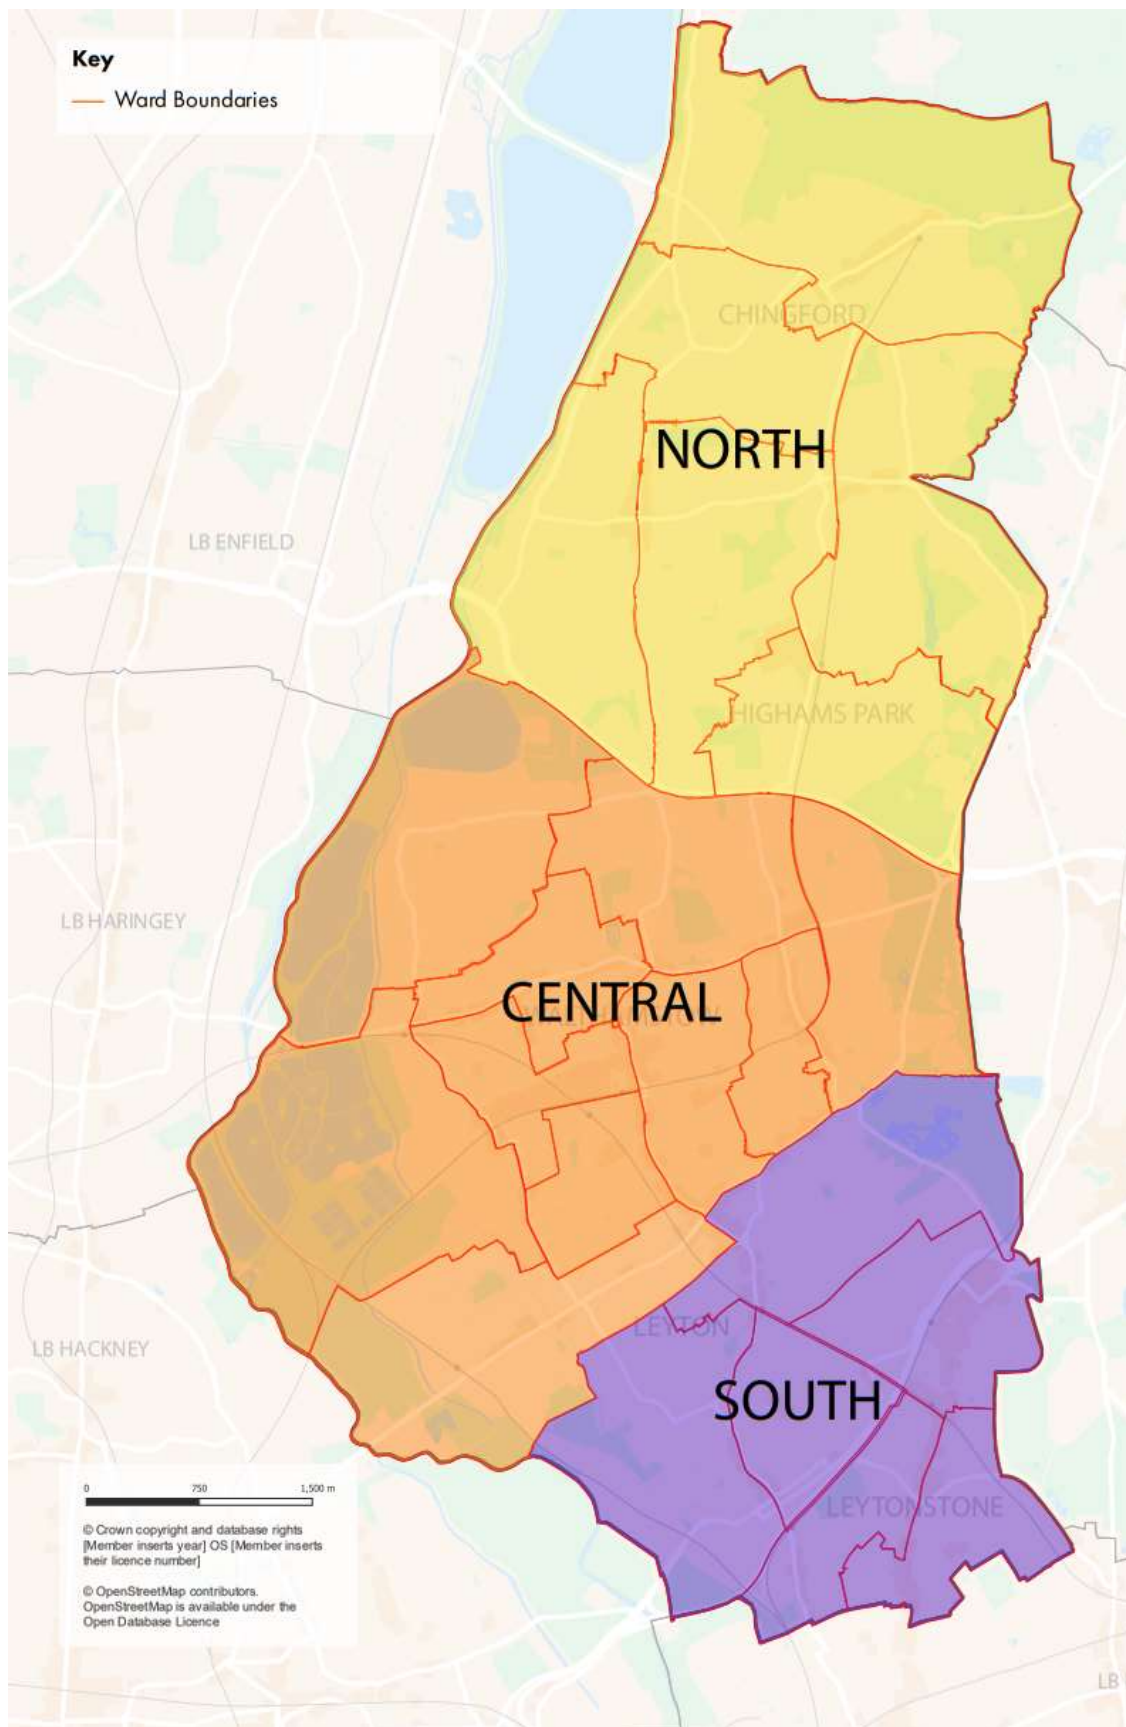 Key
Ward Boundaries
CHINGFORD
NORTH
LB ENFIELD
HIGHAMS PARK
LB HARINGEY
CENTRAL
LEYTON
LB HACKNEY
SOUTH
LEYTONSTONE
0 750 1,500 m
© Crown copyright and database rights
[Member inserts year] OS [Member inserts
their licence number]
© OpenStreetMap contributors.
OpenStreetMap is available under the
Open Database Licence
LB